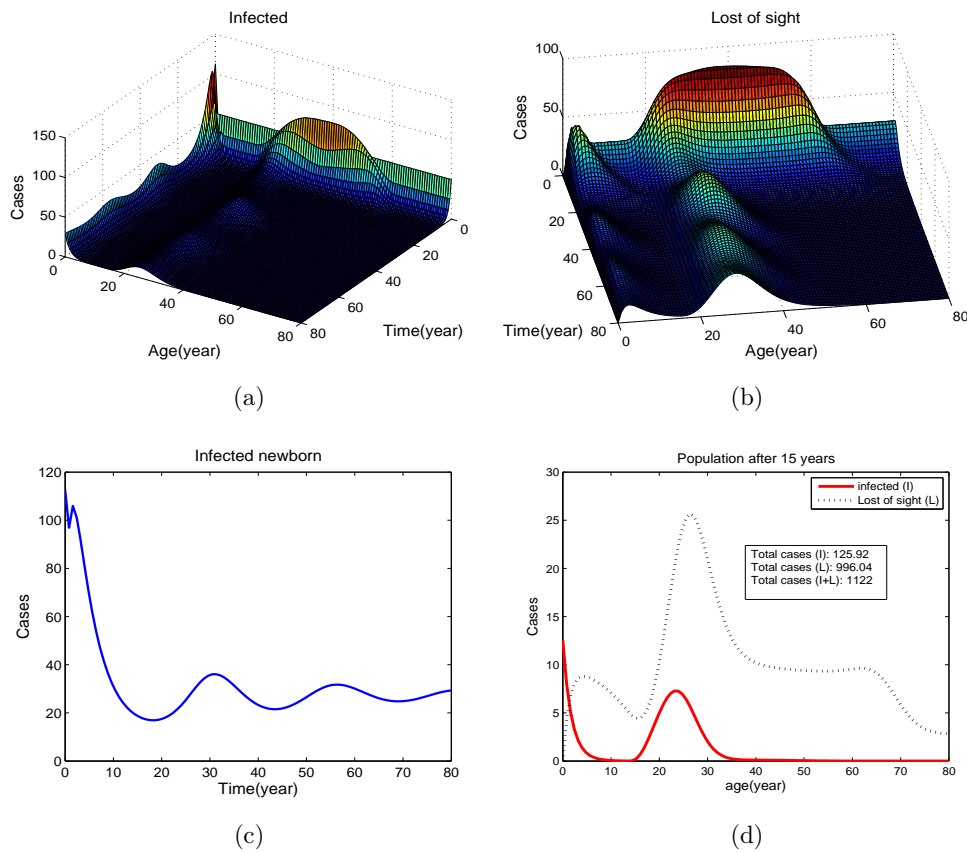 Infected
150
100
50
0
Cases
0
20
40
60
80
Age(year)
80
60
40
20
0
Time(year)
(a)
Lost of sight
100
50
0
Cases
0
20
40
60
80
Time(year)
0
20
40
60
80
Age(year)
(b)
Infected newborn
120
100
80
60
40
20
0
Cases
0 10 20 30 40 50 60 70 80
Time(year)
(c)
Population after 15 years
30
25
20
15
10
5
0
Cases
infected (I)
Lost of sight (L)
Total cases (I): 125.92
Total cases (L): 996.04
Total cases (I+L): 1122
0 10 20 30 40 50 60 70 80
age(year)
(d)